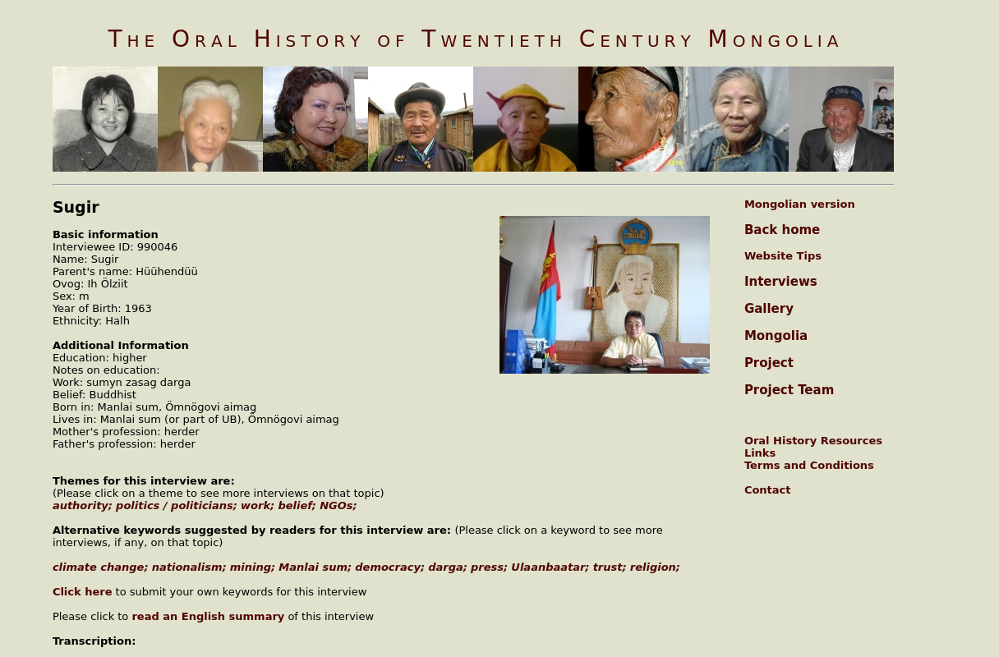 The Oral History of Twentieth Century Mongolia
Sugir
Basic information
Interviewee ID: 990046
Name: Sugir
Parent's name: Hüühendüü
Ovog: Ih Ölziit
Sex: m
Year of Birth: 1963
Ethnicity: Halh
Additional Information
Education: higher
Notes on education:
Work: sumyn zasag darga
Belief: Buddhist
Born in: Manlai sum, Ömnögovi aimag
Lives in: Manlai sum (or part of UB), Ömnögovi aimag
Mother's profession: herder
Father's profession: herder
Themes for this interview are:
(Please click on a theme to see more interviews on that topic)
authority; politics / politicians; work; belief; NGOs;
Alternative keywords suggested by readers for this interview are: (Please click on a keyword to see more
interviews, if any, on that topic)
climate change; nationalism; mining; Manlai sum; democracy; darga; press; Ulaanbaatar; trust; religion;
Click here to submit your own keywords for this interview
Please click to read an English summary of this interview
Transcription:
Mongolian version
Back home
Website Tips
Interviews
Gallery
Mongolia
Project
Project Team
Oral History Resources
Links
Terms and Conditions
Contact